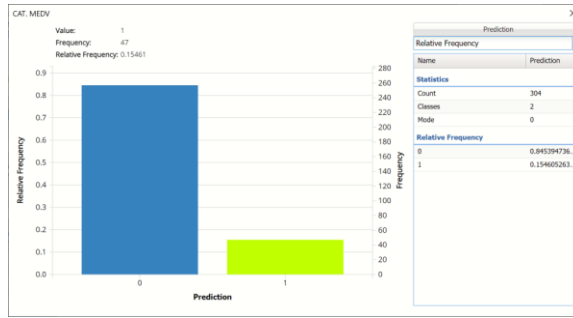 CAT. MEDV
Value: 1
Frequency: 47
Relative Frequency: 0.15461
0.9
0.8
0.7
0.6
0.5
0.4
0.3
0.2
0.1
0.0
Relative Frequency
280
260
240
220
200
180
160
140
120
100
80
60
40
20
0
Frequency
0 1
Prediction
Prediction
Relative Frequency
Name Prediction
Statistics
Count 304
Classes 2
Mode 0
Relative Frequency
0 0.845394736...
1 0.154605263...